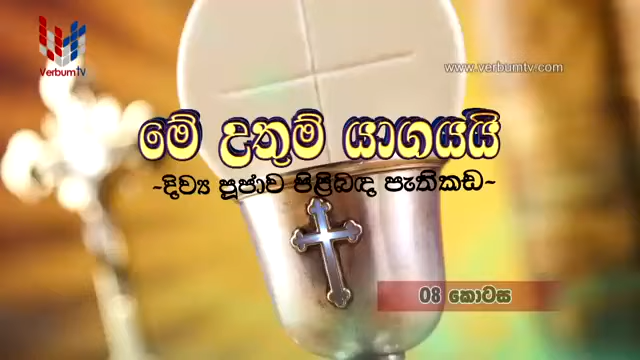 VerbumTV
www.verbumtv.com
මේ උතුම් යාගයයි
~දිව්‍ය පූජාව පිළිබඳ පැතිකඩ~
08 කොටස